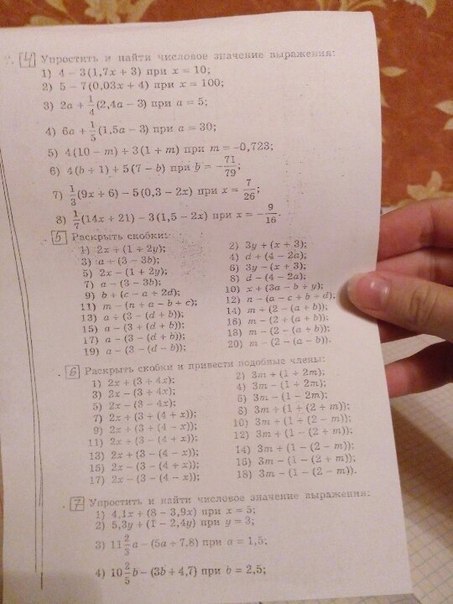 4 Упростить и найти числовое значение выражения:
1) 4 − 3(1,7x + 3) при x = 10;
2) 5 − 7(0,03x + 4) при x = 100;
3) 2a + 1/4 (2,4a − 3) при a = 5;
4) 6a + 1/5 (1,5a − 3) при a = 30;
5) 4(10 − m) + 3(1 + m) при m = −0,723;
6) 4(b + 1) + 5(7 − b) при b = −71/79;
7) 1/3 (9x + 6) − 5(0,3 − 2x) при x = 7/26;
8) 1/7 (14x + 21) − 3(1,5 − 2x) при x = −9/16.
5 Раскрыть скобки:
1) 2x + (1 + 2y); 2) 3y + (x + 3);
3) a + (3 − 3b); 4) d + (4 − 2a);
5) 2x − (1 + 2y); 6) 3y − (x + 3);
7) a − (3 − 3b); 8) d − (4 − 2a);
9) b + (c − a + 2d); 10) x + (3a − b + y);
11) m − (n + a − b + c); 12) n − (a − c + b + d).
13) a + (3 − (d + b)); 14) m + (2 − (a + b));
15) a − (3 + (d + b)); 16) m − (2 + (a + b));
17) a − (3 + (d − b)); 18) m − (2 − (a + b));
19) a − (3 − (d − b)); 20) m − (2 − (a − b)).
6 Раскрыть скобки и привести подобные члены:
1) 2x + (3 + 4x); 2) 3m + (1 + 2m);
3) 2x − (3 + 4x); 4) 3m − (1 + 2m);
5) 2x − (3 − 4x); 6) 3m − (1 − 2m);
7) 2x + (3 + (4 + x)); 8) 3m + (1 + (2 + m));
9) 2x + (3 + (4 − x)); 10) 3m + (1 + (2 − m));
11) 2x + (3 − (4 + x)); 12) 3m + (1 − (2 + m));
13) 2x + (3 − (4 − x)); 14) 3m + (1 − (2 − m));
15) 2x − (3 − (4 + x)); 16) 3m − (1 − (2 + m));
17) 2x − (3 − (4 − x)); 18) 3m − (1 − (2 − m)).
7 Упростить и найти числовое значение выражения:
1) 4,1x + (8 − 3,9x) при x = 5;
2) 5,3y + (1 − 2,4y) при y = 3;
3) 11 2/3 a − (5a + 7,8) при a = 1,5;
4) 10 2/5 b − (3b + 4,7) при b = 2,5;